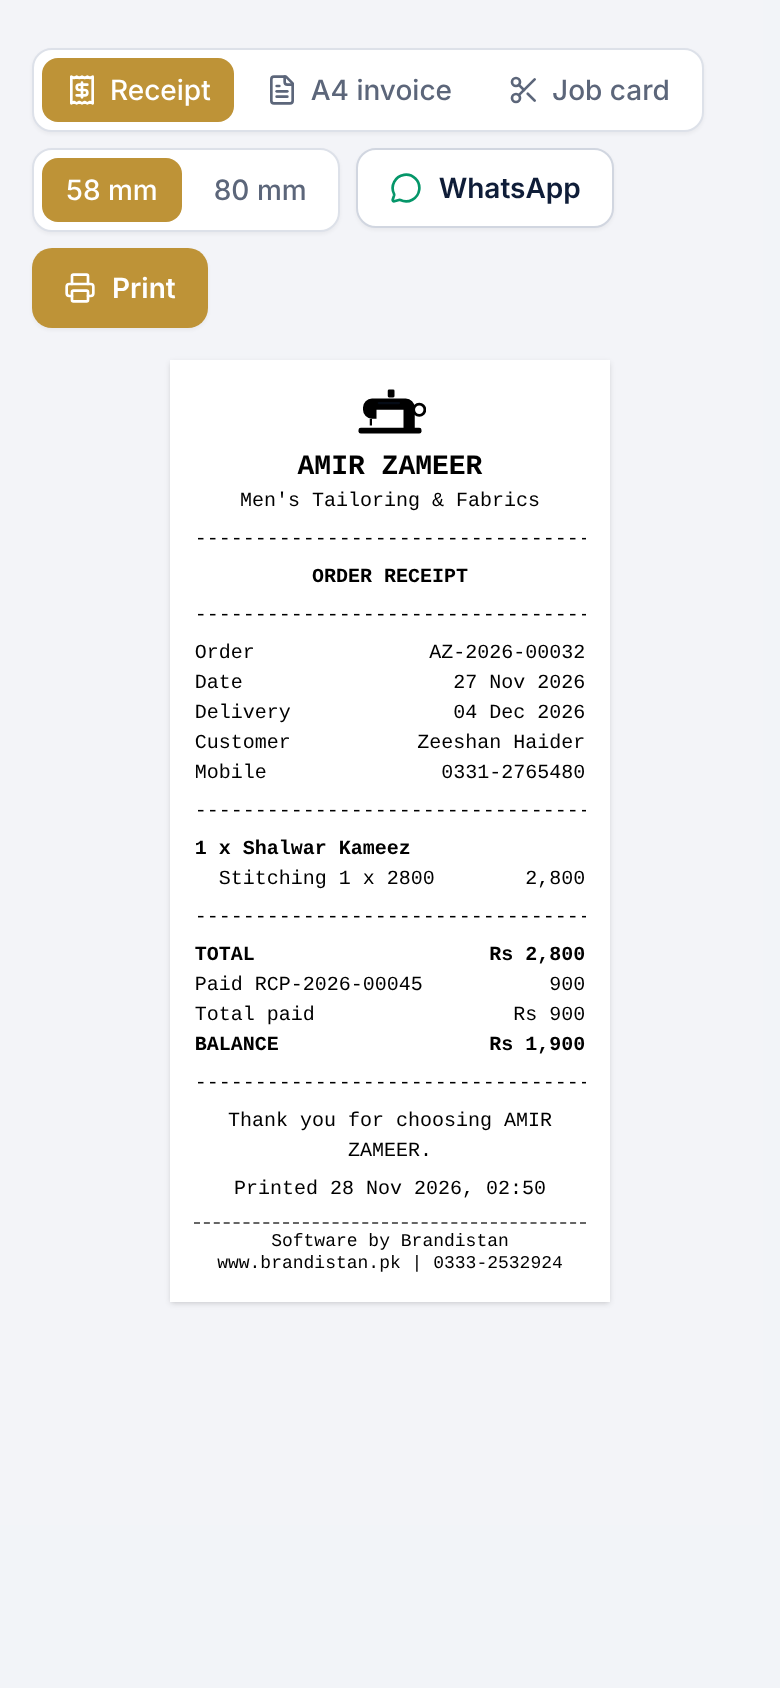 Receipt A4 invoice Job card
58 mm 80 mm WhatsApp
Print
AMIR ZAMEER
Men's Tailoring & Fabrics
---------------------------------
ORDER RECEIPT
---------------------------------
Order AZ-2026-00032
Date 27 Nov 2026
Delivery 04 Dec 2026
Customer Zeeshan Haider
Mobile 0331-2765480
---------------------------------
1 x Shalwar Kameez
Stitching 1 x 2800 2,800
---------------------------------
TOTAL Rs 2,800
Paid RCP-2026-00045 900
Total paid Rs 900
BALANCE Rs 1,900
---------------------------------
Thank you for choosing AMIR
ZAMEER.
Printed 28 Nov 2026, 02:50
Software by Brandistan
www.brandistan.pk | 0333-2532924